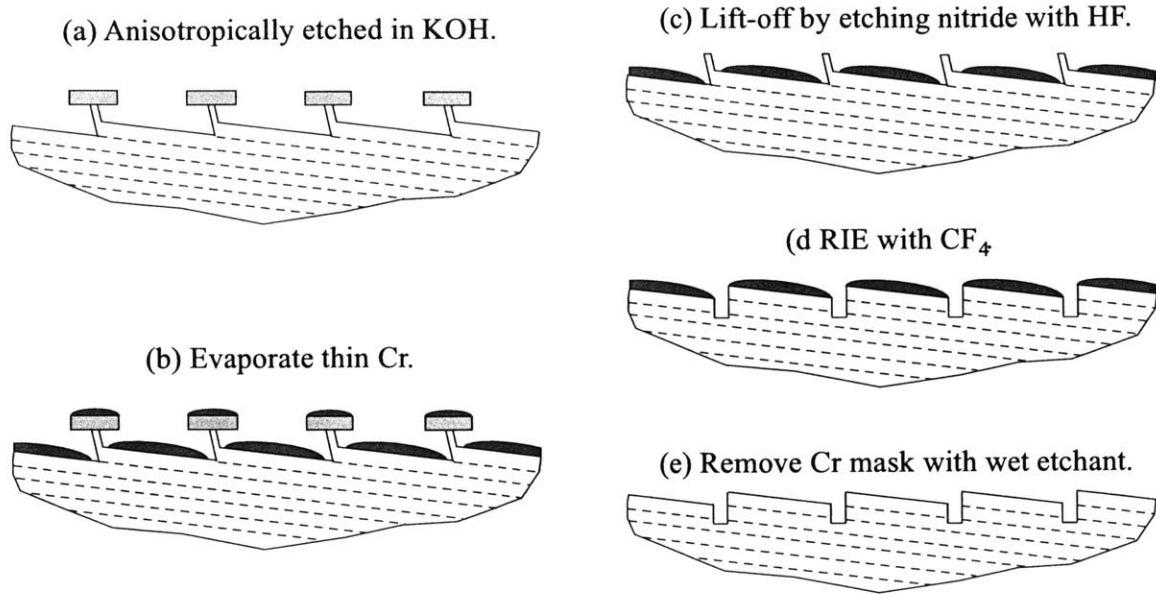 (a) Anisotropically etched in KOH.
(b) Evaporate thin Cr.
(c) Lift-off by etching nitride with HF.
(d RIE with CF₄
(e) Remove Cr mask with wet etchant.